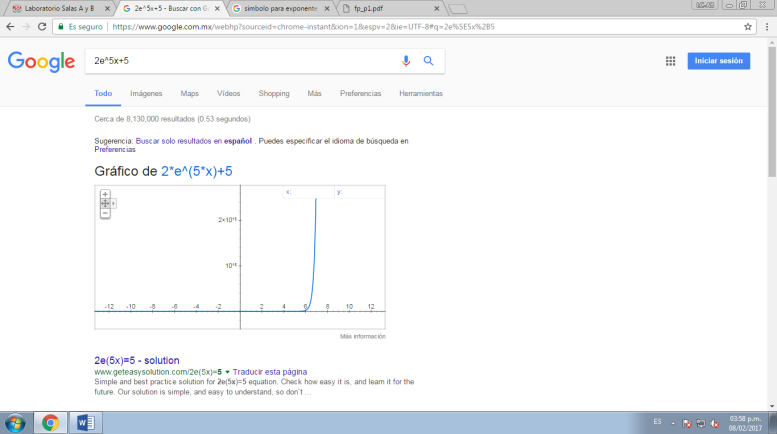 Laboratorio Salas A y B
2e^5x+5 - Buscar con G
simbolo para exponente
fp_p1.pdf
Es seguro | https://www.google.com.mx/webhp?sourceid=chrome-instant&ion=1&espv=2&ie=UTF-8#q=2e%5E5x%2B5
Google
2e^5x+5
Iniciar sesión
Todo Imágenes Maps Vídeos Shopping Más Preferencias Herramientas
Cerca de 8,130,000 resultados (0.53 segundos)
Sugerencia: Buscar solo resultados en español . Puedes especificar el idioma de búsqueda en
Preferencias
Gráfico de 2*e^(5*x)+5
x: y:
-12 -10 -8 -6 -4 -2 2 4 6 8 10 12
Más información
2e(5x)=5 - solution
www.geteasysolution.com/2e(5x)=5 ▾ Traducir esta página
Simple and best practice solution for 2e(5x)=5 equation. Check how easy it is, and learn it for the
future. Our solution is simple, and easy to understand, so don`t ...
ES
03:58 p.m.
08/02/2017